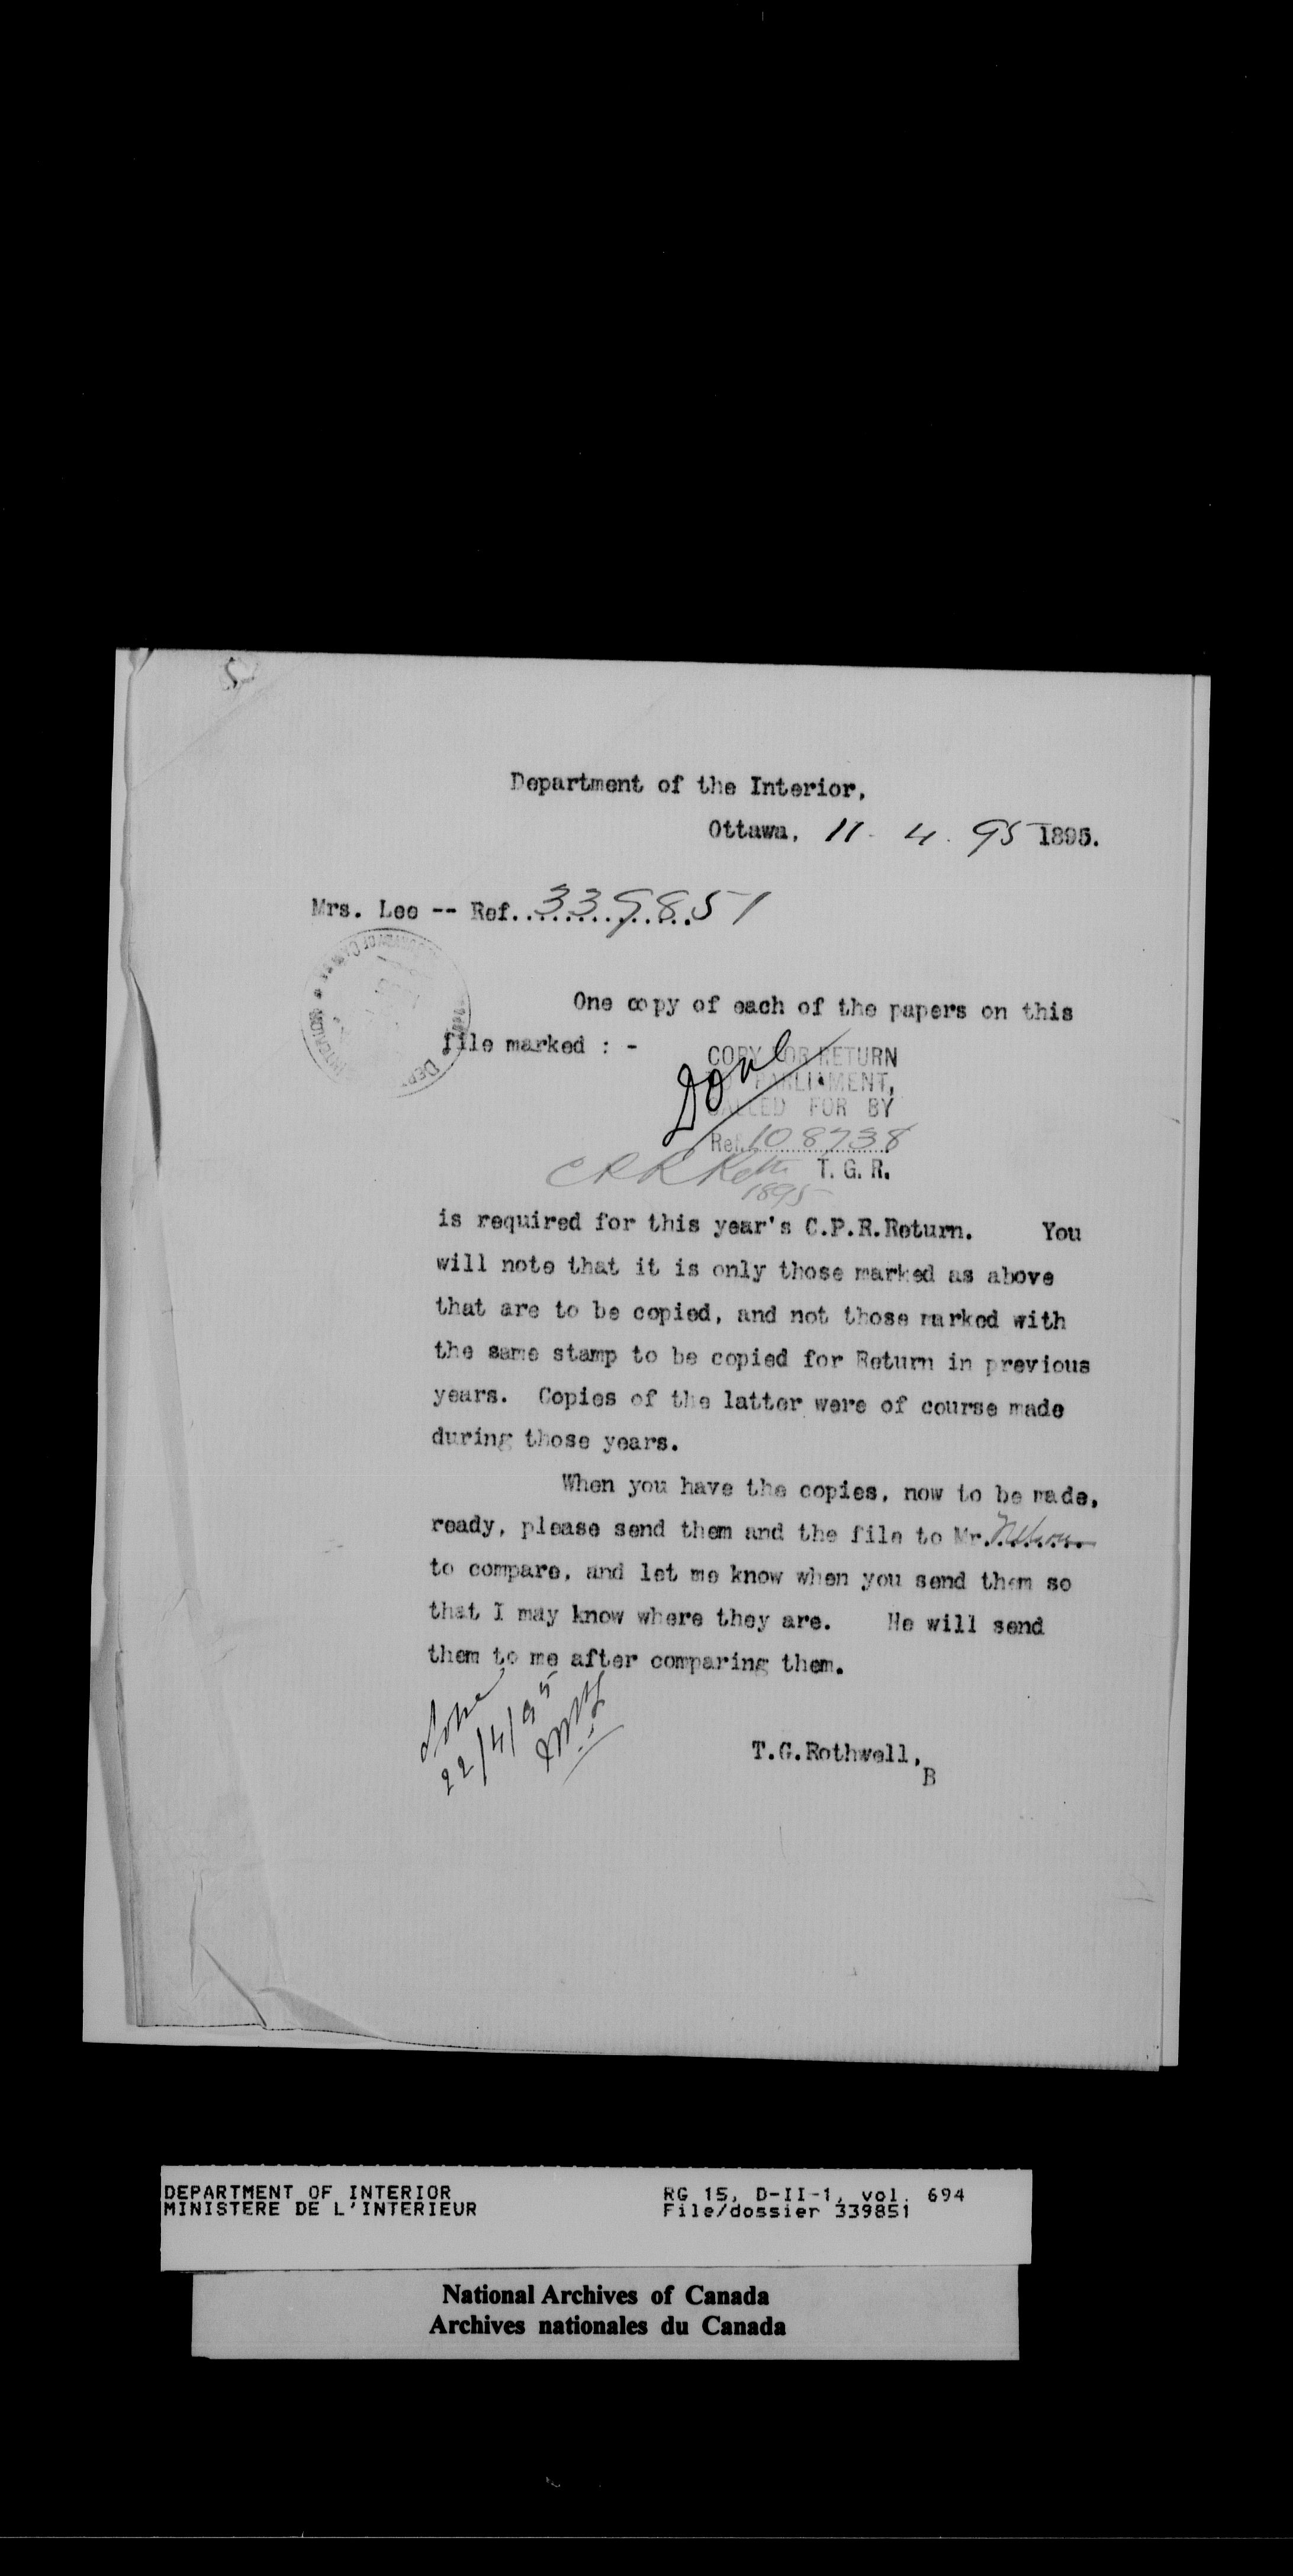 Department of the Interior,
Ottawa, 11. 4. 95 1895.
Mrs. Lee -- Ref. 339851
One copy of each of the papers on this
file marked : -
COPY FOR RETURN
TO PARLIAMENT,
CALLED FOR BY
Done
Ref. 108738
T. G. R.
1895
is required for this year's C.P.R.Return. You
will note that it is only those marked as above
that are to be copied, and not those marked with
the same stamp to be copied for Return in previous
years. Copies of the latter were of course made
during those years.
When you have the copies, now to be made,
ready, please send them and the file to Mr. Nelson
to compare, and let me know when you send them so
that I may know where they are. He will send
them to me after comparing them.
Done
22/4/95
T.G.Rothwell,
B
DEPARTMENT OF INTERIOR
MINISTERE DE L'INTERIEUR
RG 15, D-II-1, vol. 694
File/dossier 339851
National Archives of Canada
Archives nationales du Canada